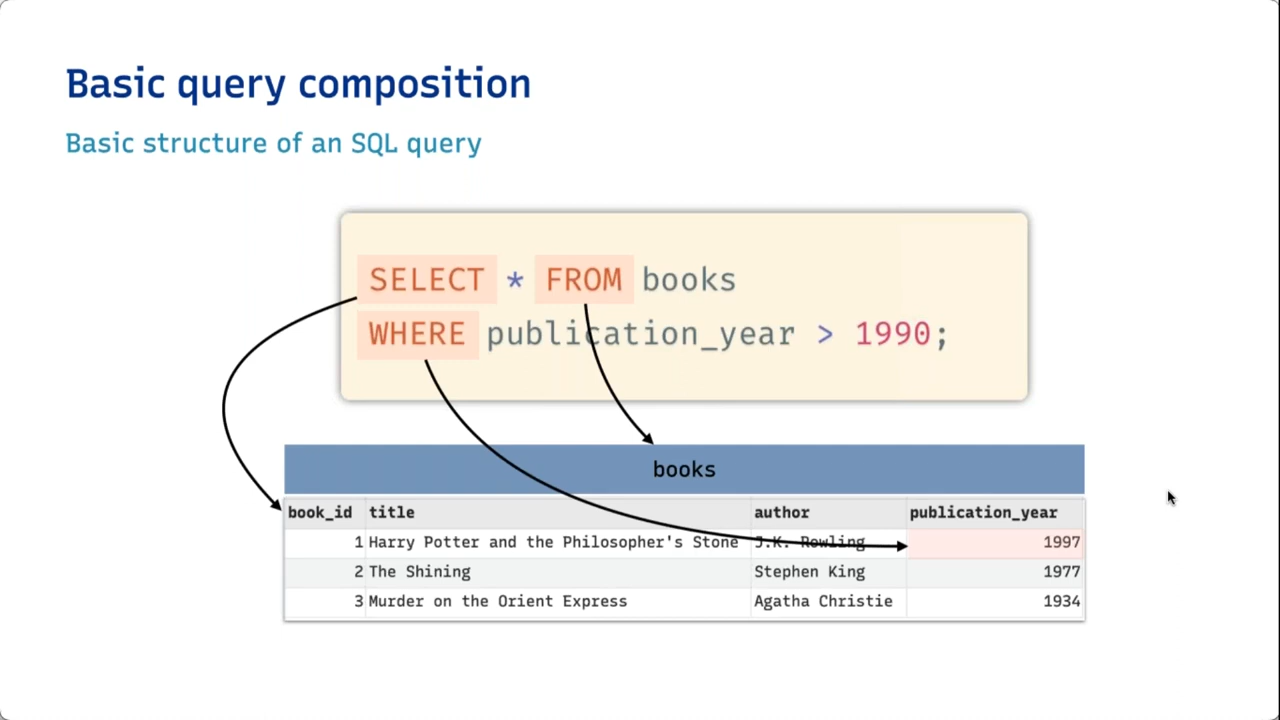 Basic query composition
Basic structure of an SQL query
SELECT * FROM books
WHERE publication_year > 1990;
books
book_id title author publication_year
1 Harry Potter and the Philosopher's Stone J.K. Rowling 1997
2 The Shining Stephen King 1977
3 Murder on the Orient Express Agatha Christie 1934